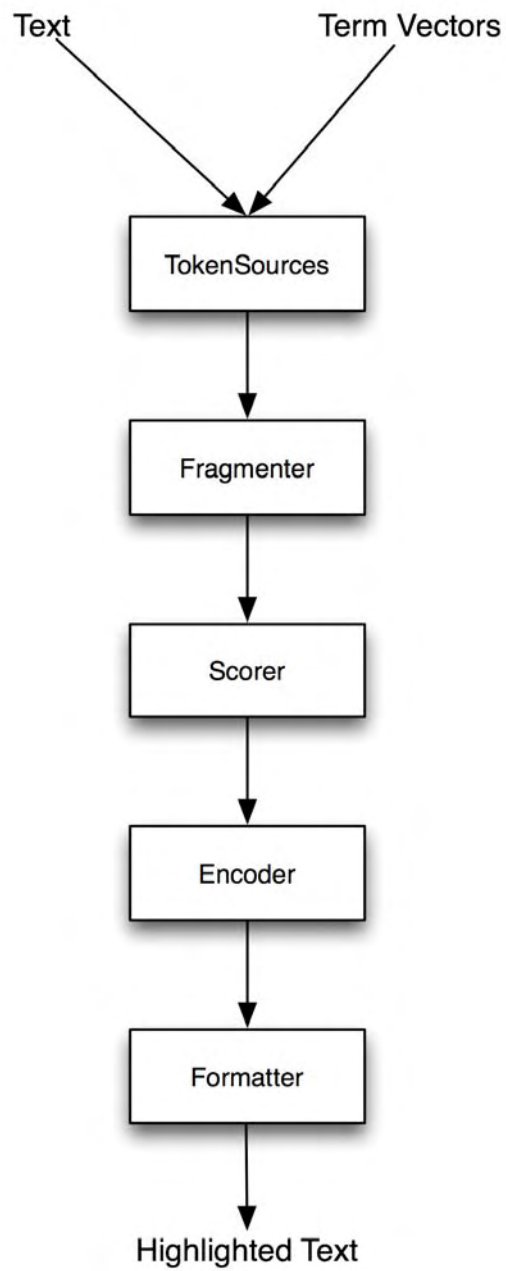 Text
Term Vectors
TokenSources
Fragmenter
Scorer
Encoder
Formatter
Highlighted Text